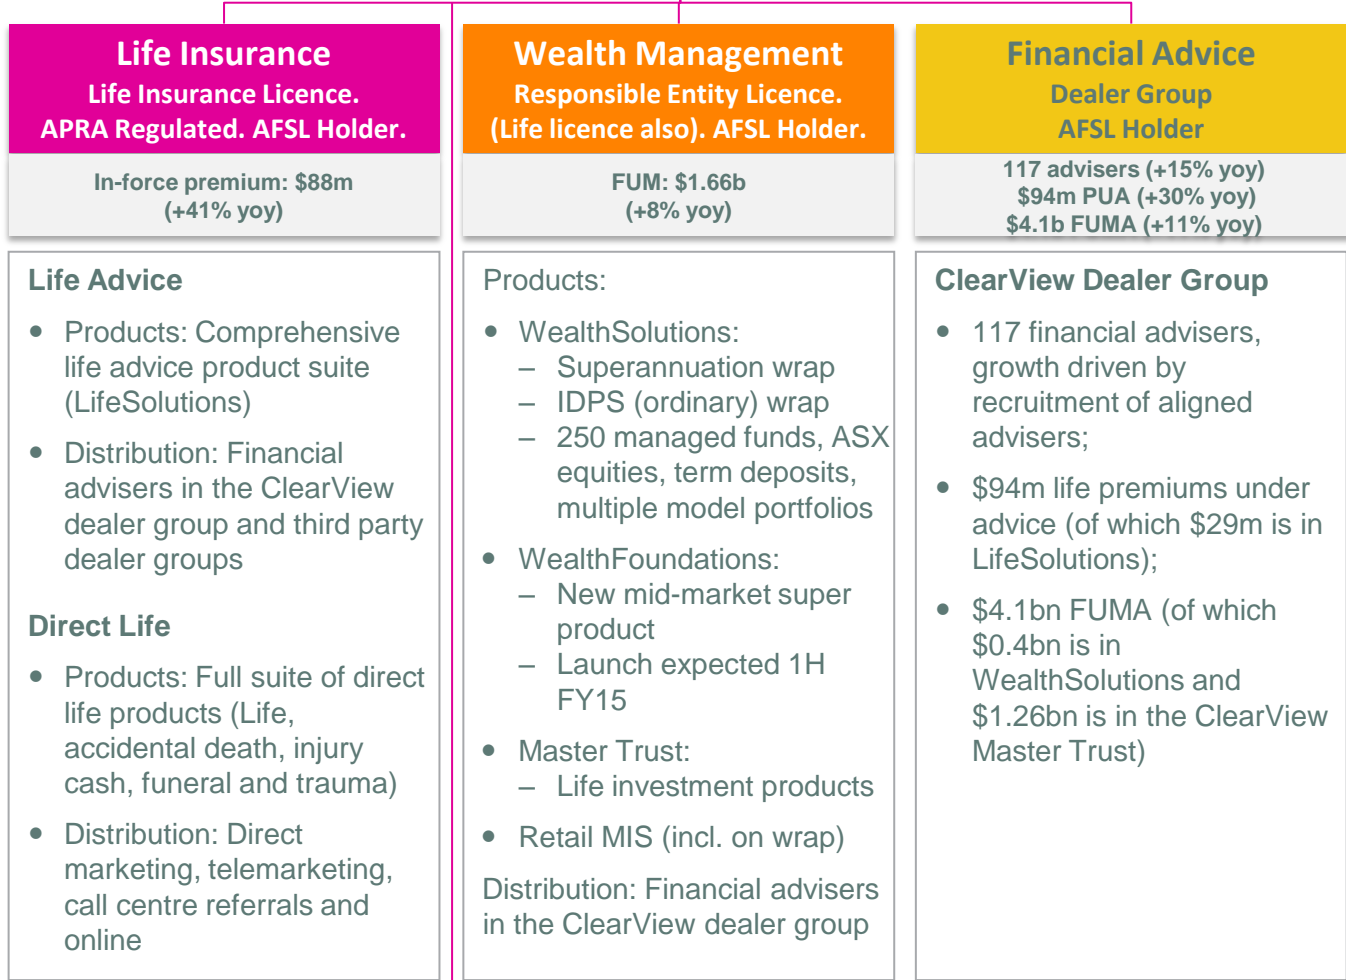 Life Insurance
Life Insurance Licence.
APRA Regulated. AFSL Holder.
In-force premium: $88m
(+41% yoy)
Life Advice
• Products: Comprehensive
life advice product suite
(LifeSolutions)
• Distribution: Financial
advisers in the ClearView
dealer group and third party
dealer groups
Direct Life
• Products: Full suite of direct
life products (Life,
accidental death, injury
cash, funeral and trauma)
• Distribution: Direct
marketing, telemarketing,
call centre referrals and
online
Wealth Management
Responsible Entity Licence.
(Life licence also). AFSL Holder.
FUM: $1.66b
(+8% yoy)
Products:
• WealthSolutions:
– Superannuation wrap
– IDPS (ordinary) wrap
– 250 managed funds, ASX
equities, term deposits,
multiple model portfolios
• WealthFoundations:
– New mid-market super
product
– Launch expected 1H
FY15
• Master Trust:
– Life investment products
• Retail MIS (incl. on wrap)
Distribution: Financial advisers
in the ClearView dealer group
Financial Advice
Dealer Group
AFSL Holder
117 advisers (+15% yoy)
$94m PUA (+30% yoy)
$4.1b FUMA (+11% yoy)
ClearView Dealer Group
• 117 financial advisers,
growth driven by
recruitment of aligned
advisers;
• $94m life premiums under
advice (of which $29m is in
LifeSolutions);
• $4.1bn FUMA (of which
$0.4bn is in
WealthSolutions and
$1.26bn is in the ClearView
Master Trust)